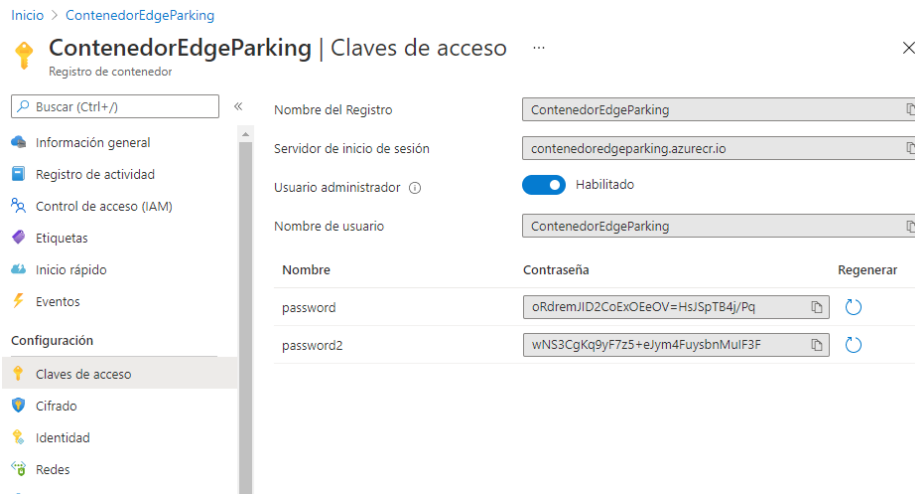 Inicio > ContenedorEdgeParking
ContenedorEdgeParking | Claves de acceso ...
Registro de contenedor
Buscar (Ctrl+/)
Información general
Registro de actividad
Control de acceso (IAM)
Etiquetas
Inicio rápido
Eventos
Configuración
Claves de acceso
Cifrado
Identidad
Redes
Nombre del Registro ContenedorEdgeParking
Servidor de inicio de sesión contenedoredgeparking.azurecr.io
Usuario administrador Habilitado
Nombre de usuario ContenedorEdgeParking
Nombre Contraseña Regenerar
password oRdremJID2CoExOEeOV=HsJSpTB4j/Pq
password2 wNS3CgKq9yF7z5+eJym4FuysbnMuIF3F